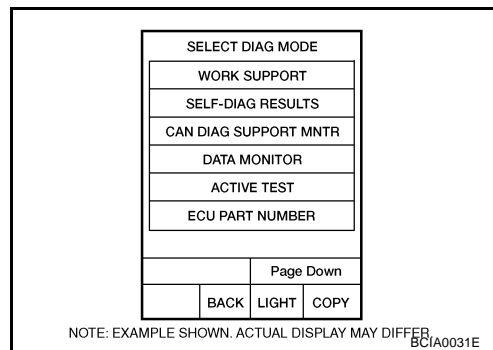 SELECT DIAG MODE
WORK SUPPORT
SELF-DIAG RESULTS
CAN DIAG SUPPORT MNTR
DATA MONITOR
ACTIVE TEST
ECU PART NUMBER
Page Down
BACK LIGHT COPY
NOTE: EXAMPLE SHOWN. ACTUAL DISPLAY MAY DIFFER.
BCIA0031E